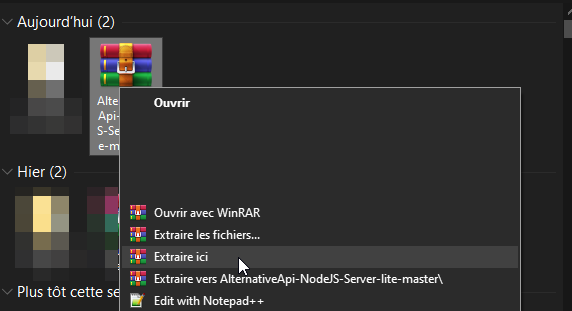 Aujourd'hui (2)
Alte
Api-
S-Se
e-m
Ouvrir
Hier (2)
Ouvrir avec WinRAR
Extraire les fichiers...
Extraire ici
Extraire vers AlternativeApi-NodeJS-Server-lite-master\
Plus tôt cette se
Edit with Notepad++